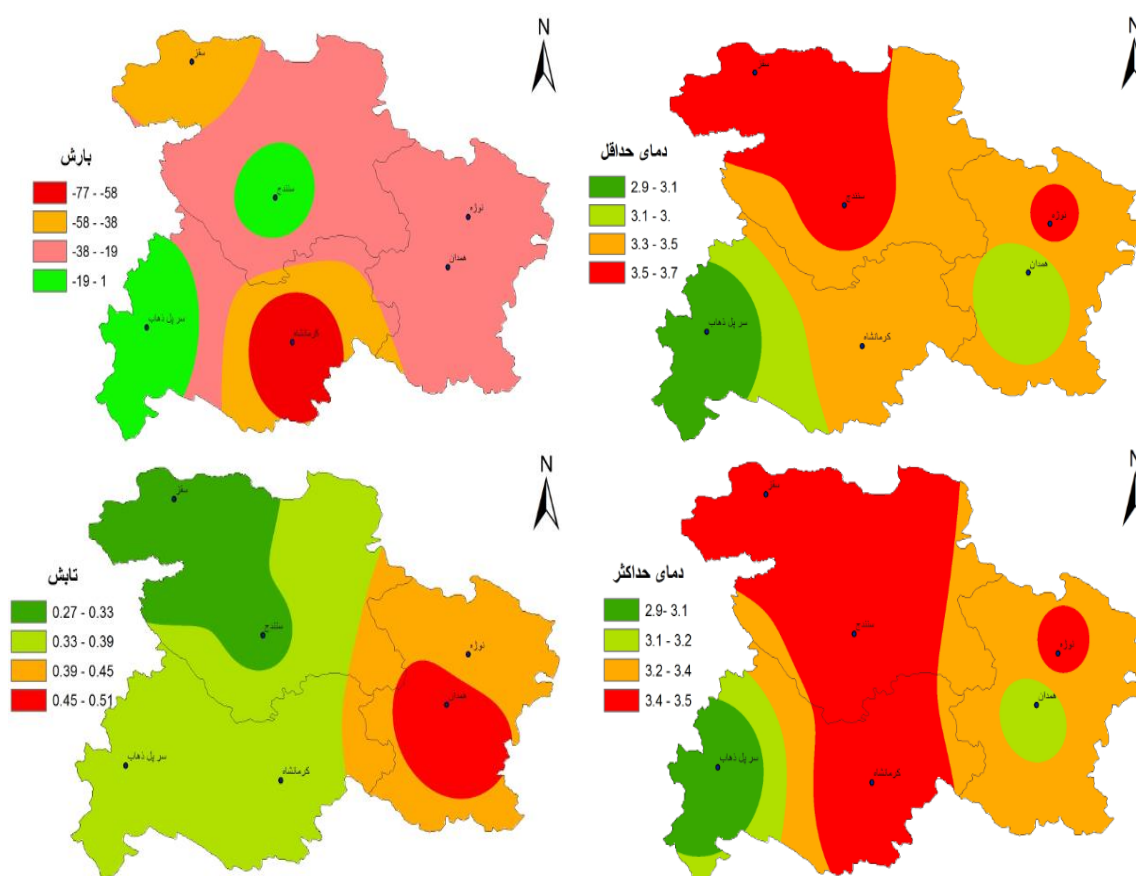 N
سقز
بارش
-77 - -58
-58 - -38
-38 - -19
-19 - 1
سنندج
نوژه
همدان
سر پل ذهاب
کرمانشاه
N
سقز
دمای حداقل
2.9 - 3.1
3.1 - 3.
3.3 - 3.5
3.5 - 3.7
سنندج
نوژه
همدان
سر پل ذهاب
کرمانشاه
N
سقز
تابش
0.27 - 0.33
0.33 - 0.39
0.39 - 0.45
0.45 - 0.51
سنندج
نوژه
همدان
سر پل ذهاب
کرمانشاه
N
سقز
دمای حداکثر
2.9- 3.1
3.1 - 3.2
3.2 - 3.4
3.4 - 3.5
سنندج
نوژه
همدان
سر پل ذهاب
کرمانشاه